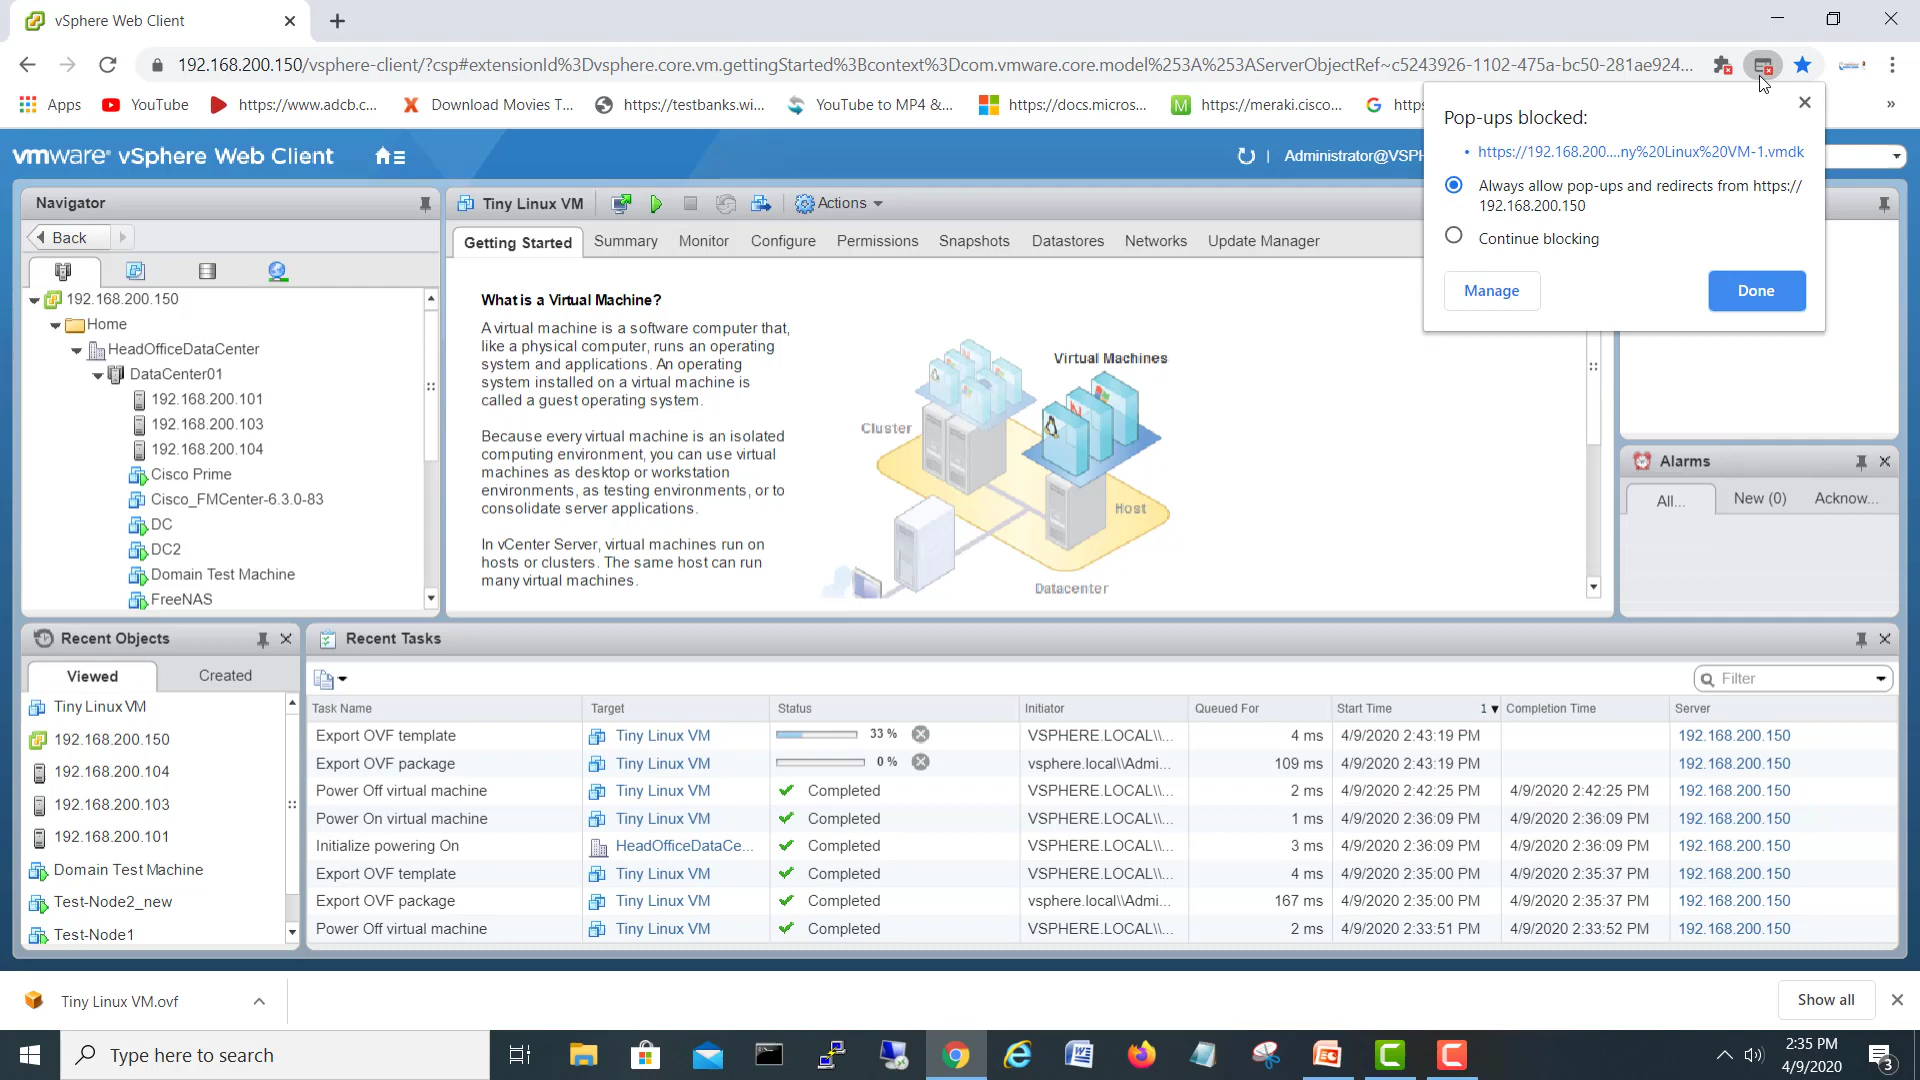 vSphere Web Client
192.168.200.150/vsphere-client/?csp#extensionId%3Dvsphere.core.vm.gettingStarted%3Bcontext%3Dcom.vmware.core.model%253A%253AServerObjectRef~c5243926-1102-475a-bc50-281ae924...
Apps
YouTube
https://www.adcb.c...
Download Movies T...
https://testbanks.wi...
YouTube to MP4 &...
https://docs.micros...
https://meraki.cisco...
https
»
Pop-ups blocked:
• https://192.168.200....ny%20Linux%20VM-1.vmdk
Always allow pop-ups and redirects from https://
192.168.200.150
Continue blocking
Manage
Done
vmware® vSphere Web Client
Administrator@VSPH
Navigator
Back
192.168.200.150
Home
HeadOfficeDataCenter
DataCenter01
192.168.200.101
192.168.200.103
192.168.200.104
Cisco Prime
Cisco_FMCenter-6.3.0-83
DC
DC2
Domain Test Machine
FreeNAS
Tiny Linux VM
Actions
Getting Started
Summary
Monitor
Configure
Permissions
Snapshots
Datastores
Networks
Update Manager
What is a Virtual Machine?
A virtual machine is a software computer that,
like a physical computer, runs an operating
system and applications. An operating
system installed on a virtual machine is
called a guest operating system.
Because every virtual machine is an isolated
computing environment, you can use virtual
machines as desktop or workstation
environments, as testing environments, or to
consolidate server applications.
In vCenter Server, virtual machines run on
hosts or clusters. The same host can run
many virtual machines.
Virtual Machines
Cluster
Host
Datacenter
Alarms
All...
New (0)
Acknow...
Recent Objects
Viewed
Created
Tiny Linux VM
192.168.200.150
192.168.200.104
192.168.200.103
192.168.200.101
Domain Test Machine
Test-Node2_new
Test-Node1
Recent Tasks
Filter
Task Name Target Status Initiator Queued For Start Time 1 Completion Time Server
Export OVF template Tiny Linux VM 33 % VSPHERE.LOCAL\\... 4 ms 4/9/2020 2:43:19 PM 192.168.200.150
Export OVF package Tiny Linux VM 0 % vsphere.local\\Admi... 109 ms 4/9/2020 2:43:19 PM 192.168.200.150
Power Off virtual machine Tiny Linux VM Completed VSPHERE.LOCAL\\... 2 ms 4/9/2020 2:42:25 PM 4/9/2020 2:42:25 PM 192.168.200.150
Power On virtual machine Tiny Linux VM Completed VSPHERE.LOCAL\\... 1 ms 4/9/2020 2:36:09 PM 4/9/2020 2:36:09 PM 192.168.200.150
Initialize powering On HeadOfficeDataCe... Completed VSPHERE.LOCAL\\... 3 ms 4/9/2020 2:36:09 PM 4/9/2020 2:36:09 PM 192.168.200.150
Export OVF template Tiny Linux VM Completed VSPHERE.LOCAL\\... 4 ms 4/9/2020 2:35:00 PM 4/9/2020 2:35:37 PM 192.168.200.150
Export OVF package Tiny Linux VM Completed vsphere.local\\Admi... 167 ms 4/9/2020 2:35:00 PM 4/9/2020 2:35:37 PM 192.168.200.150
Power Off virtual machine Tiny Linux VM Completed VSPHERE.LOCAL\\... 2 ms 4/9/2020 2:33:51 PM 4/9/2020 2:33:52 PM 192.168.200.150
Tiny Linux VM.ovf
Show all
Type here to search
2:35 PM
4/9/2020
3